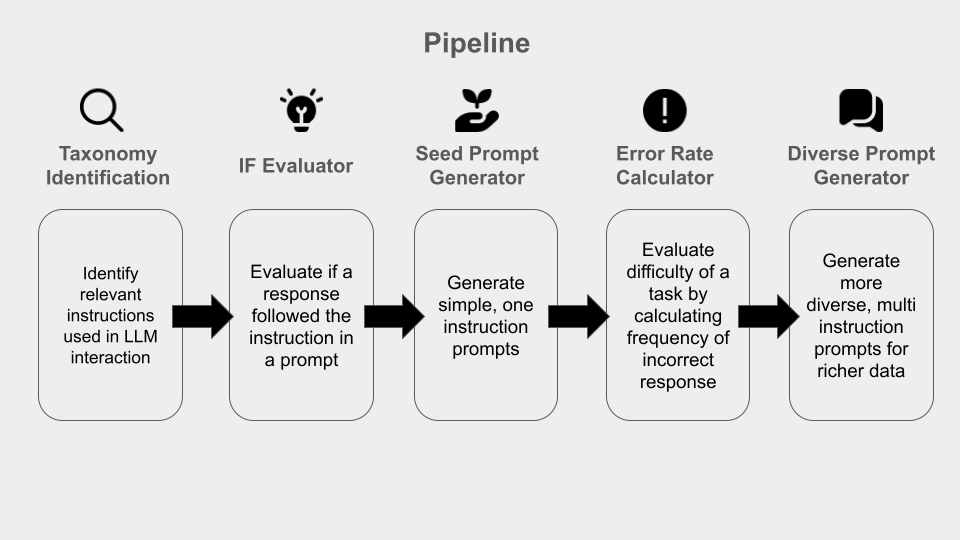 Pipeline
Taxonomy
Identification
IF Evaluator
Seed Prompt
Generator
Error Rate
Calculator
Diverse Prompt
Generator
Identify
relevant
instructions
used in LLM
interaction
Evaluate if a
response
followed the
instruction in
a prompt
Generate
simple, one
instruction
prompts
Evaluate
difficulty of a
task by
calculating
frequency of
incorrect
response
Generate
more
diverse, multi
instruction
prompts for
richer data